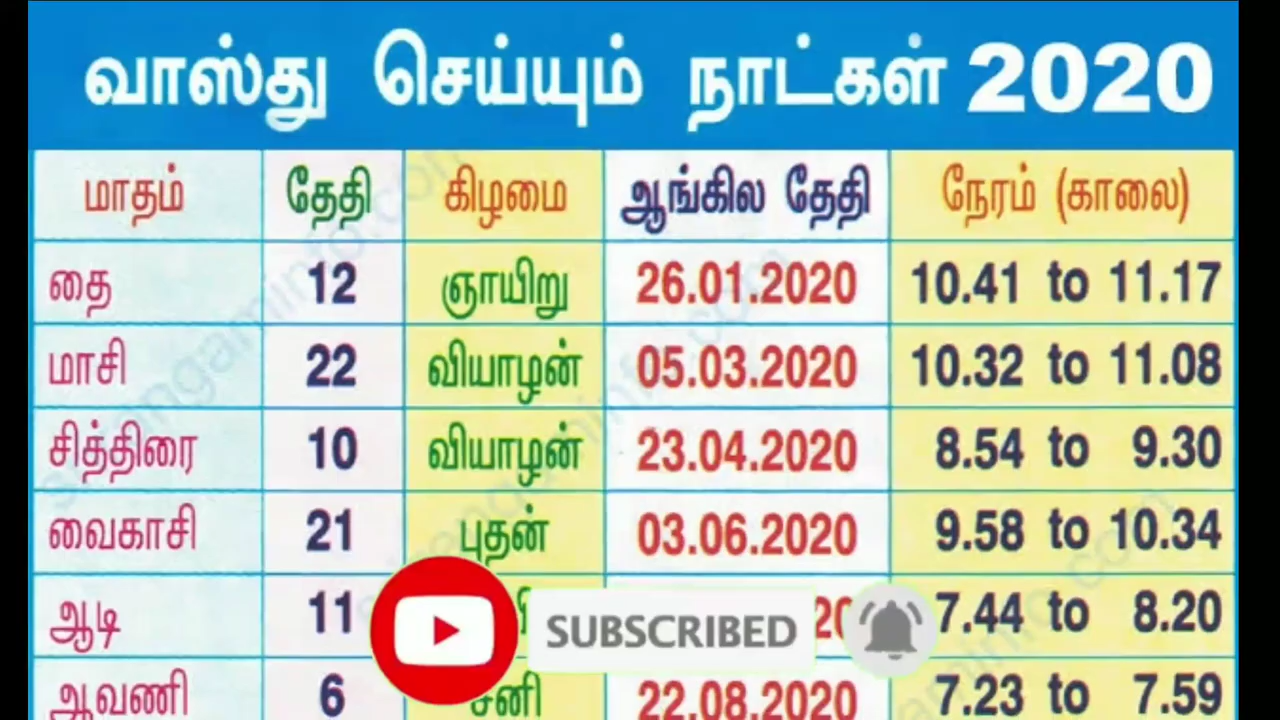 வாஸ்து செய்யும் நாட்கள் 2020
மாதம் தேதி கிழமை ஆங்கில தேதி நேரம் (காலை)
தை 12 ஞாயிறு 26.01.2020 10.41 to 11.17
மாசி 22 வியாழன் 05.03.2020 10.32 to 11.08
சித்திரை 10 வியாழன் 23.04.2020 8.54 to 9.30
வைகாசி 21 புதன் 03.06.2020 9.58 to 10.34
ஆடி 11 7.44 to 8.20
SUBSCRIBED
ஆவணி 6 சனி 22.08.2020 7.23 to 7.59